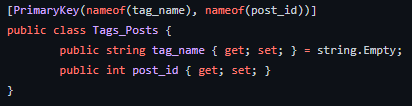 [PrimaryKey(nameof(tag_name), nameof(post_id))]
public class Tags_Posts {
public string tag_name { get; set; } = string.Empty;
public int post_id { get; set; }
}